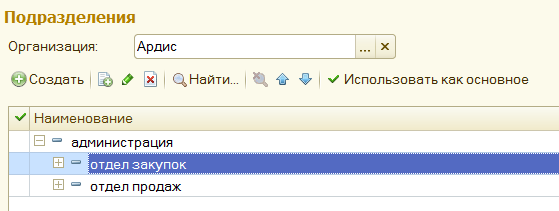 Подразделения
Организация: Ардис ... ×
Создать Найти... Использовать как основное
Наименование
администрация
отдел закупок
отдел продаж